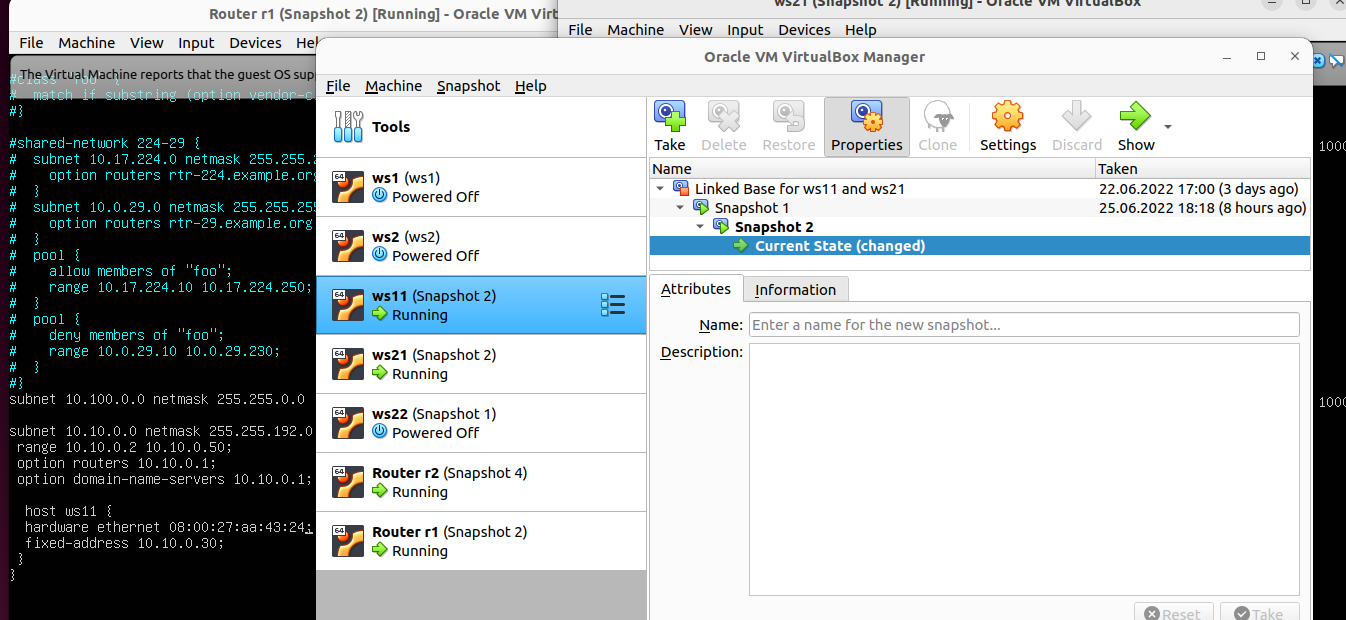 Router r1 (Snapshot 2) [Running] - Oracle VM Virt
ws21 (Snapshot 2) [Running] - Oracle VM VirtualBox
File Machine View Input Devices Hel
File Machine View Input Devices Help
The Virtual Machine reports that the guest OS sup
#class "foo" {
#  match if substring (option vendor-c
#}
#shared-network 224-29 {
#  subnet 10.17.224.0 netmask 255.255.2
#    option routers rtr-224.example.org
#  }
#  subnet 10.0.29.0 netmask 255.255.255
#    option routers rtr-29.example.org
#  }
#  pool {
#    allow members of "foo";
#    range 10.17.224.10 10.17.224.250;
#  }
#  pool {
#    deny members of "foo";
#    range 10.0.29.10 10.0.29.230;
#  }
#}
subnet 10.100.0.0 netmask 255.255.0.0
subnet 10.10.0.0 netmask 255.255.192.0
range 10.10.0.2 10.10.0.50;
option routers 10.10.0.1;
option domain-name-servers 10.10.0.1;
host ws11 {
hardware ethernet 08:00:27:aa:43:24;
fixed-address 10.10.0.30;
}
}
Oracle VM VirtualBox Manager
File Machine Snapshot Help
Tools
64
ws1 (ws1)
Powered Off
64
ws2 (ws2)
Powered Off
64
ws11 (Snapshot 2)
Running
64
ws21 (Snapshot 2)
Running
64
ws22 (Snapshot 1)
Powered Off
64
Router r2 (Snapshot 4)
Running
64
Router r1 (Snapshot 2)
Running
Take Delete Restore Properties Clone Settings Discard Show
Name Taken
Linked Base for ws11 and ws21 22.06.2022 17:00 (3 days ago)
Snapshot 1 25.06.2022 18:18 (8 hours ago)
Snapshot 2
Current State (changed)
Attributes Information
Name: Enter a name for the new snapshot...
Description:
Reset Take
1000
1000